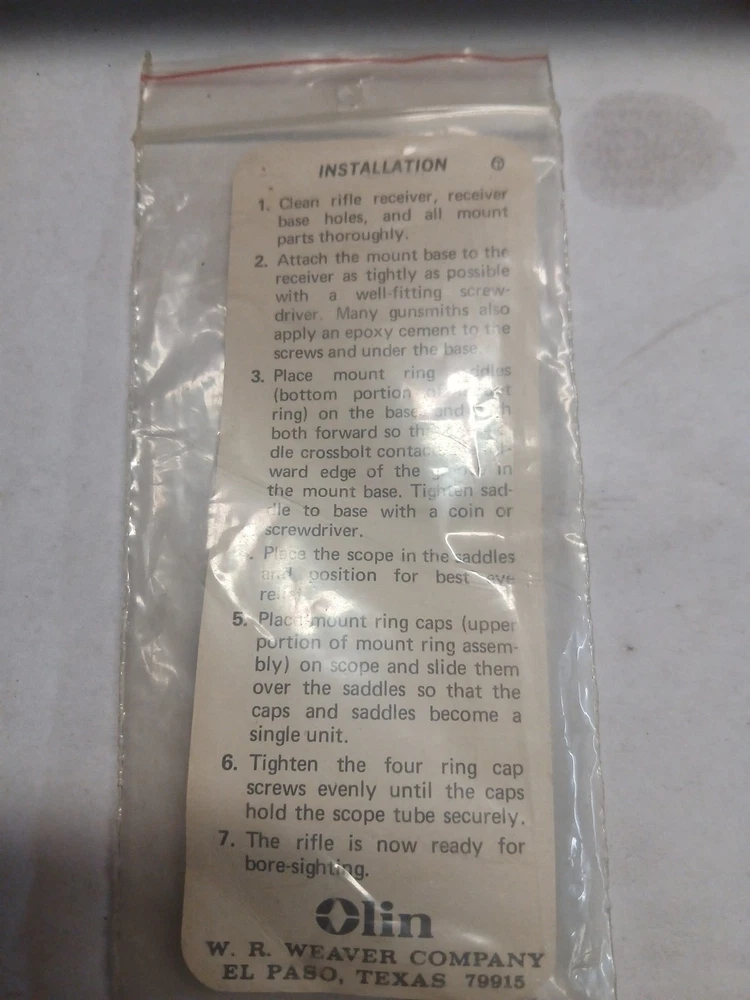 INSTALLATION
1. Clean rifle receiver, receiver
base holes, and all mount
parts thoroughly.
2. Attach the mount base to the
receiver as tightly as possible
with a well-fitting screw-
driver. Many gunsmiths also
apply an epoxy cement to the
screws and under the base.
3. Place mount ring
(bottom portion
ring) on the base and
both forward so
dle crossbolt
ward edge of the in
the mount base. Tighten sad-
dle to base with a coin or
screwdriver.
Place the scope in the saddles
and position for best eye
5. Place mount ring caps (upper
portion of mount ring assem-
bly) on scope and slide them
over the saddles so that the
caps and saddles become a
single unit.
6. Tighten the four ring cap
screws evenly until the caps
hold the scope tube securely.
7. The rifle is now ready for
bore-sighting.
Olin
W. R. WEAVER COMPANY
EL PASO, TEXAS 79915